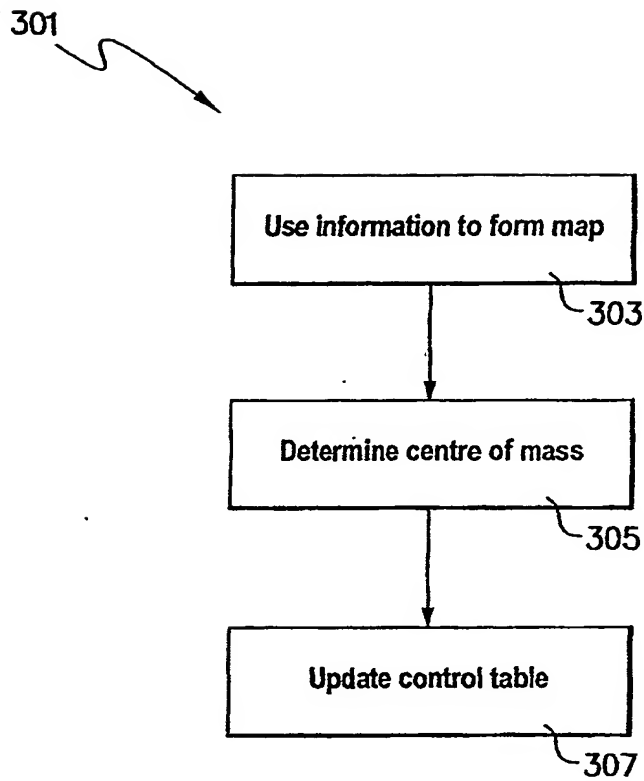 301
Use information to form map
303
Determine centre of mass
305
Update control table
307